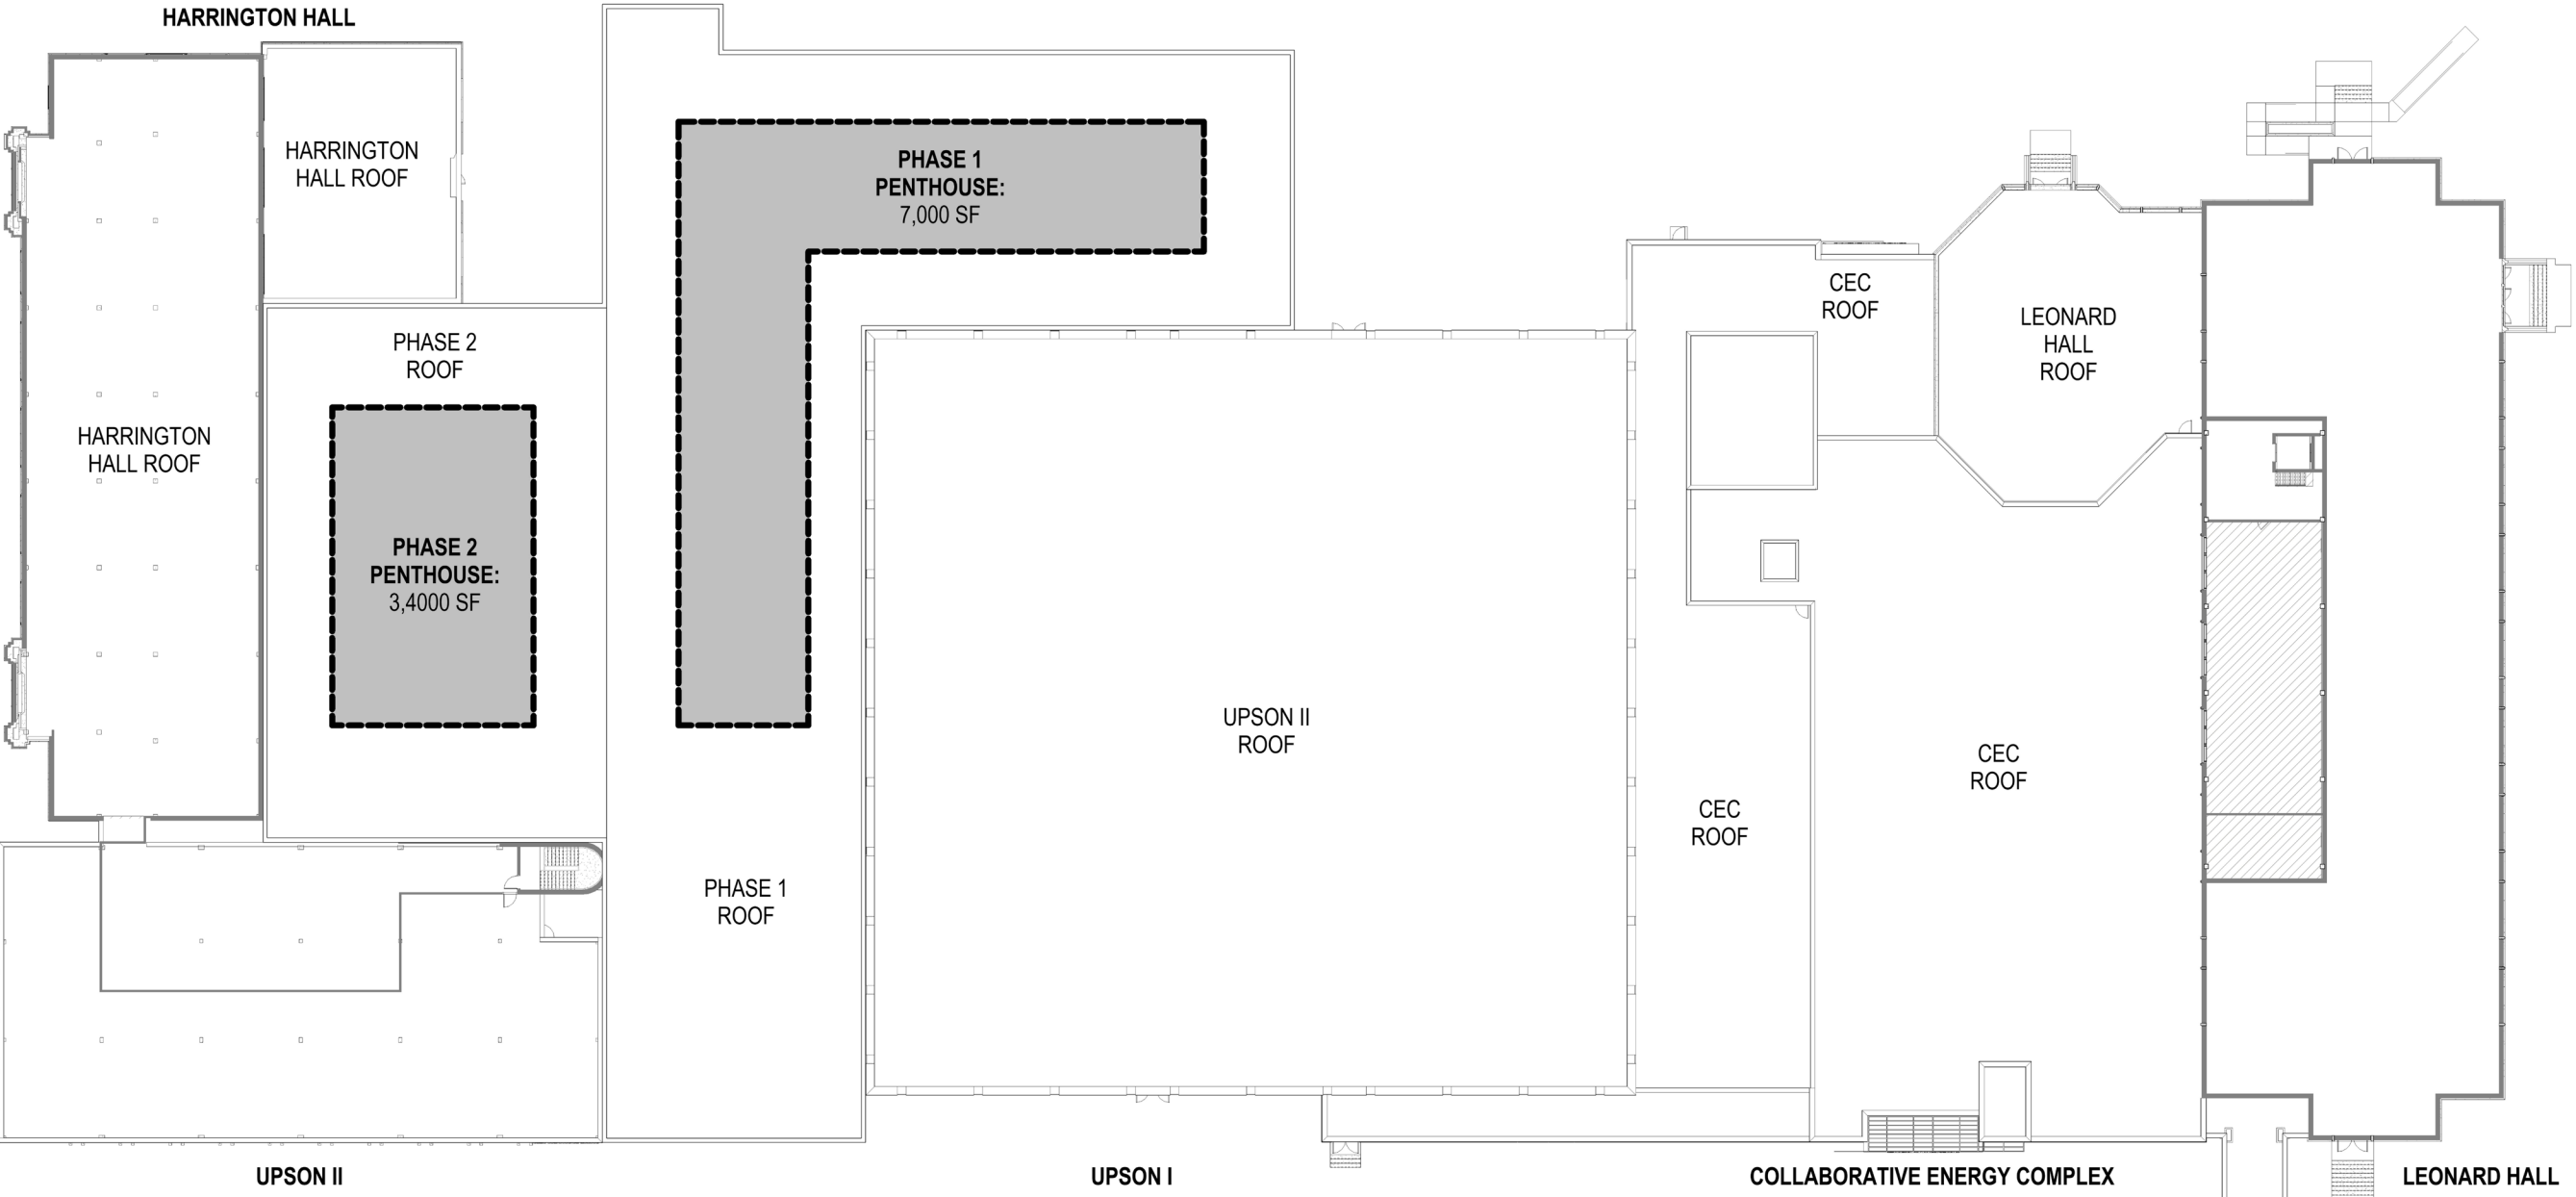 HARRINGTON HALL
HARRINGTON
HALL ROOF
PHASE 1
PENTHOUSE:
7,000 SF
CEC
ROOF
LEONARD
HALL
ROOF
PHASE 2
ROOF
HARRINGTON
HALL ROOF
PHASE 2
PENTHOUSE:
3,4000 SF
UPSON II
ROOF
CEC
ROOF
CEC
ROOF
PHASE 1
ROOF
UPSON II
UPSON I
COLLABORATIVE ENERGY COMPLEX
LEONARD HALL